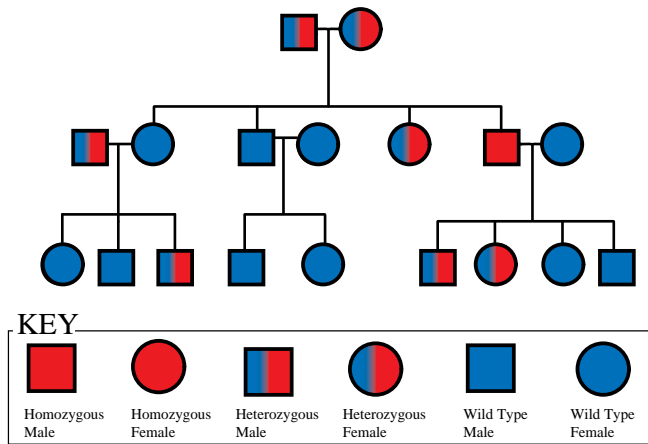 KEY
Homozygous Male
Homozygous Female
Heterozygous Male
Heterozygous Female
Wild Type Male
Wild Type Female